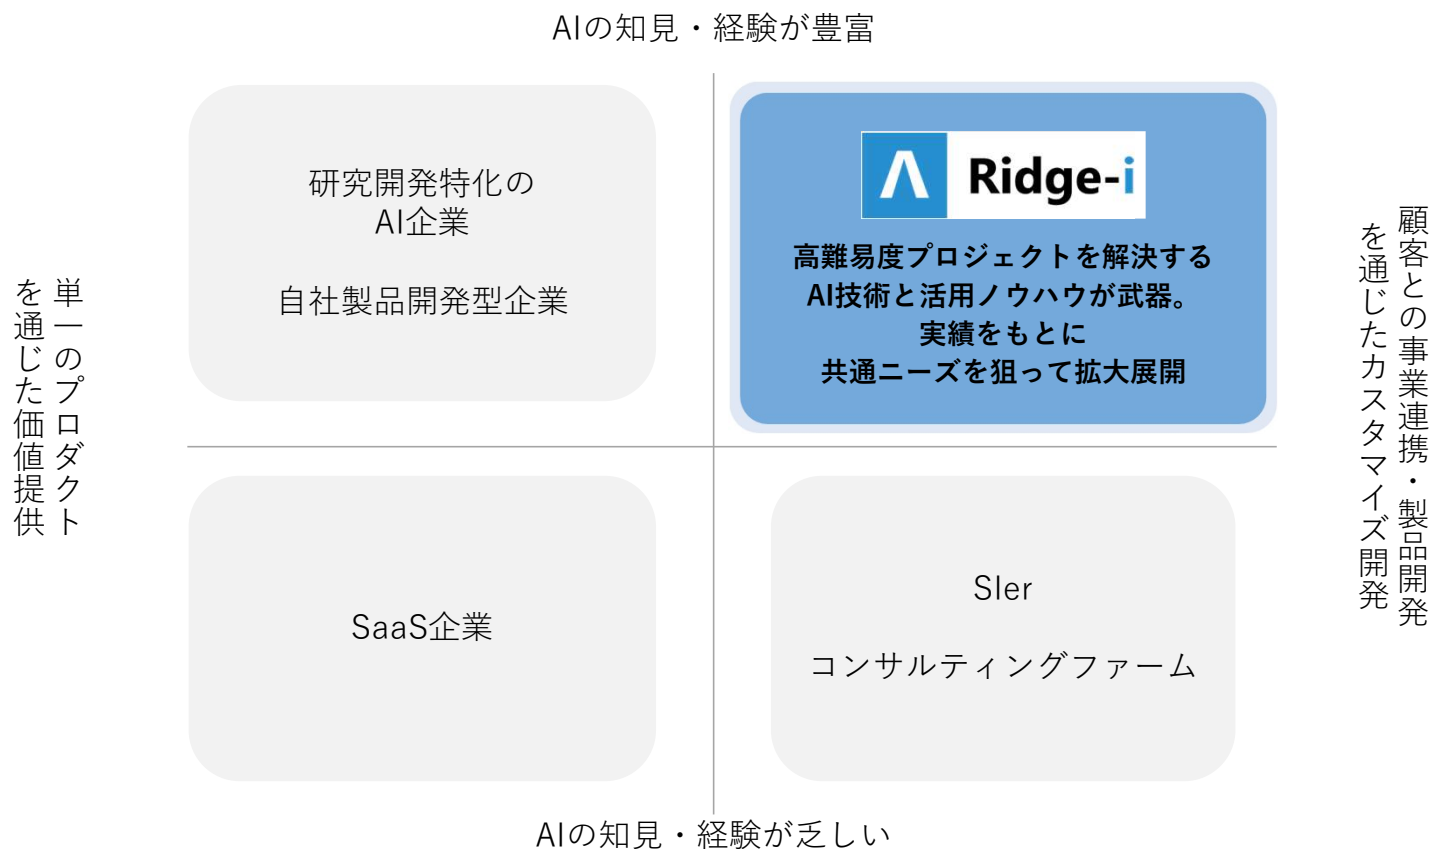 AIの知見・経験が豊富
研究開発特化の
AI企業
自社製品開発型企業
Ridge-i
高難易度プロジェクトを解決する
AI技術と活用ノウハウが武器。
実績をもとに
共通ニーズを狙って拡大展開
単一のプロダクト
を通じた価値提供
顧客との事業連携・製品開発
を通じたカスタマイズ開発
SaaS企業
SIer
コンサルティングファーム
AIの知見・経験が乏しい